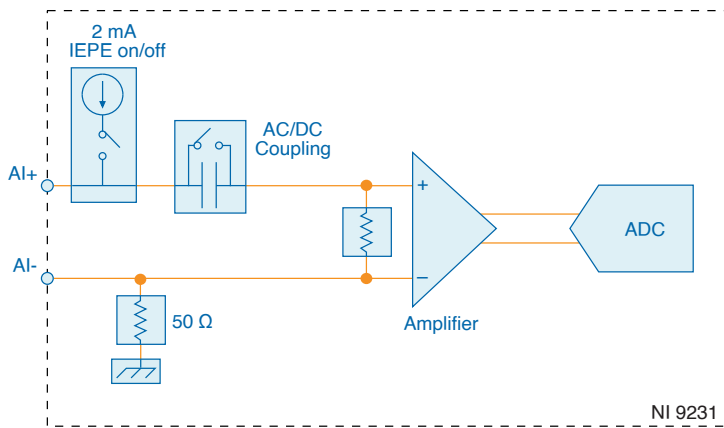 2 mA
IEPE on/off
AC/DC
Coupling
AI+
+
ADC
AI-
−
50 Ω
Amplifier
NI 9231